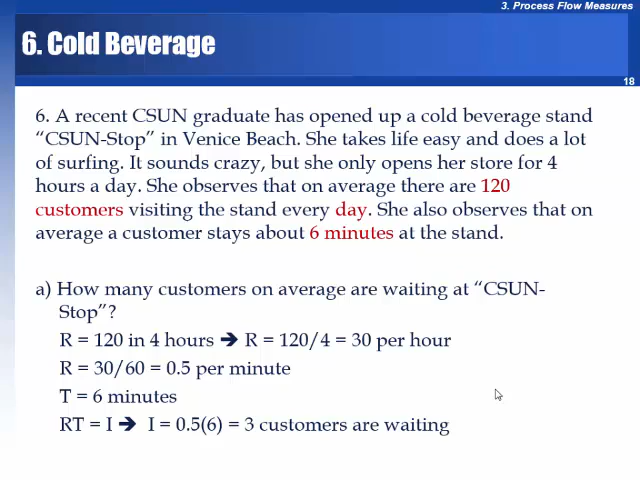 3. Process Flow Measures
6. Cold Beverage
18
6. A recent CSUN graduate has opened up a cold beverage stand
“CSUN-Stop” in Venice Beach. She takes life easy and does a lot
of surfing. It sounds crazy, but she only opens her store for 4
hours a day. She observes that on average there are 120
customers visiting the stand every day. She also observes that on
average a customer stays about 6 minutes at the stand.
a) How many customers on average are waiting at “CSUN-
Stop”?
R = 120 in 4 hours ➔ R = 120/4 = 30 per hour
R = 30/60 = 0.5 per minute
T = 6 minutes
RT = I ➔ I = 0.5(6) = 3 customers are waiting